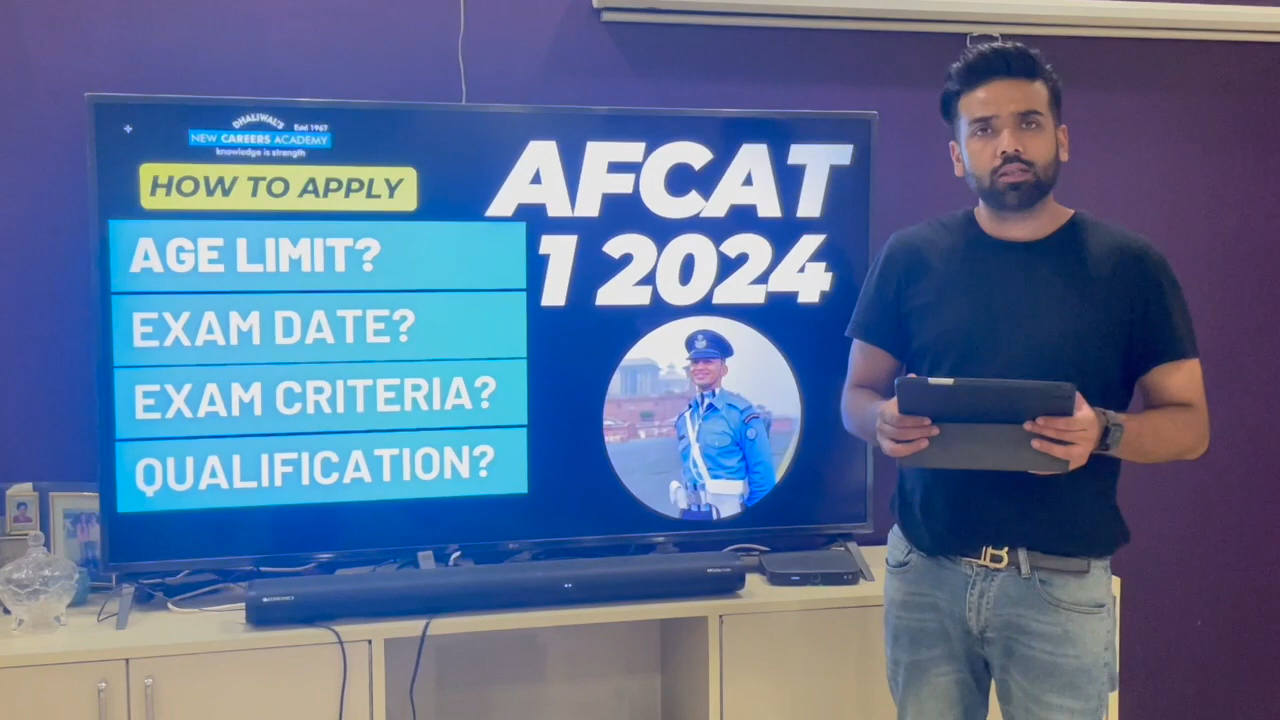 DHALIWAL'S
Estd 1967
NEW CAREERS ACADEMY
knowledge is strength
HOW TO APPLY
AGE LIMIT?
EXAM DATE?
EXAM CRITERIA?
QUALIFICATION?
AFCAT
1 2024